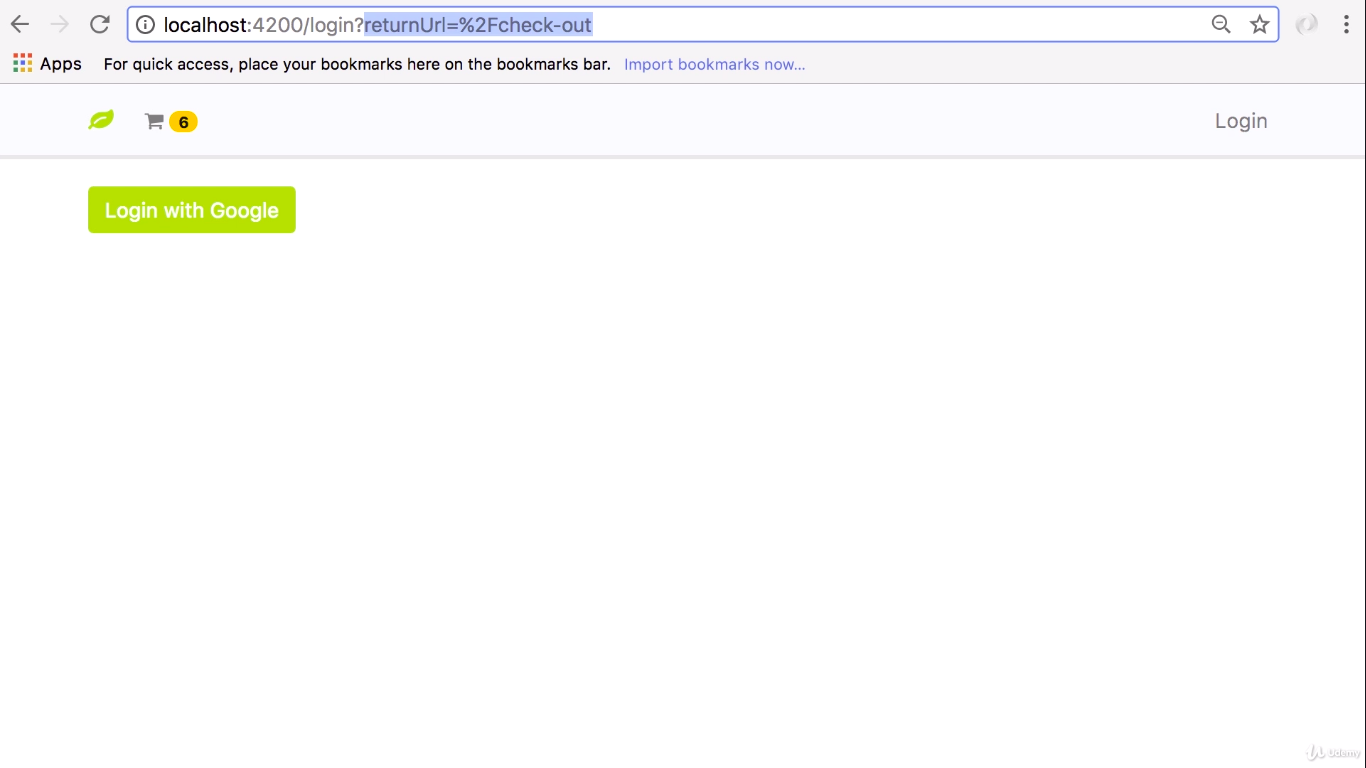 localhost:4200/login?returnUrl=%2Fcheck-out
Apps For quick access, place your bookmarks here on the bookmarks bar. Import bookmarks now...
6 Login
Login with Google
Udemy